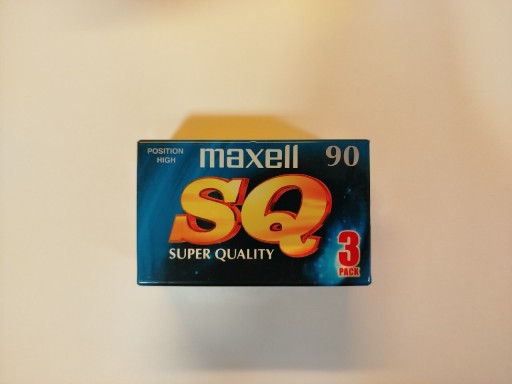 POSITION
HIGH
maxell 90
SQ
SUPER QUALITY
3
PACK